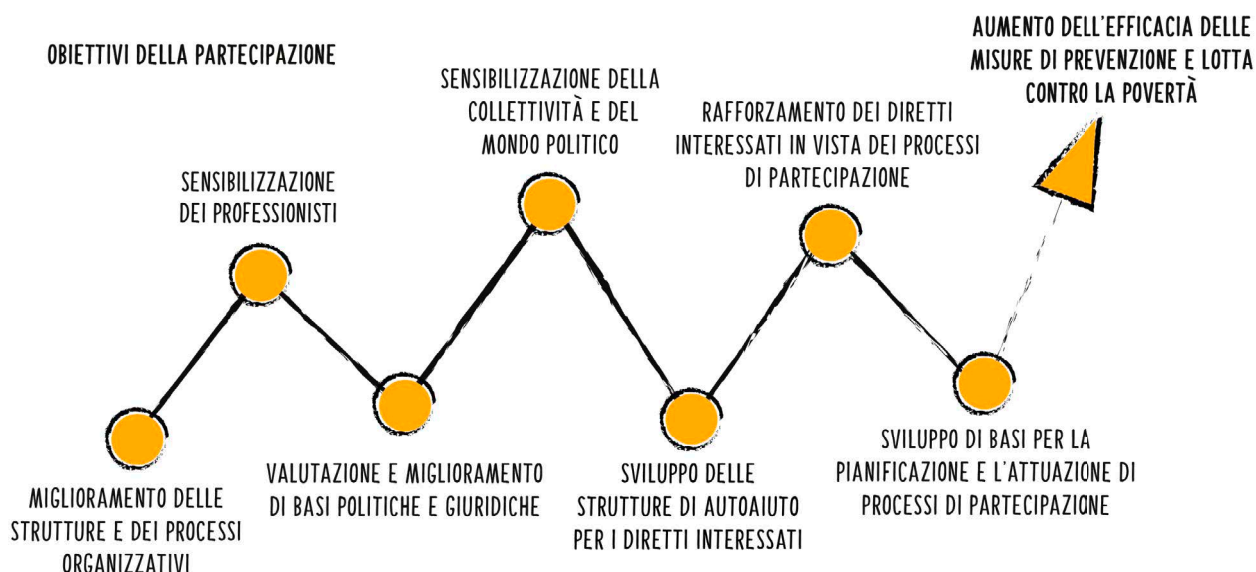 OBIETTIVI DELLA PARTECIPAZIONE
MIGLIORAMENTO DELLE
STRUTTURE E DEI PROCESSI
ORGANIZZATIVI
SENSIBILIZZAZIONE
DEI PROFESSIONISTI
VALUTAZIONE E MIGLIORAMENTO
DI BASI POLITICHE E GIURIDICHE
SENSIBILIZZAZIONE DELLA
COLLETTIVITÀ E DEL
MONDO POLITICO
SVILUPPO DELLE
STRUTTURE DI AUTOAIUTO
PER I DIRETTI INTERESSATI
RAFFORZAMENTO DEI DIRETTI
INTERESSATI IN VISTA DEI PROCESSI
DI PARTECIPAZIONE
SVILUPPO DI BASI PER LA
PIANIFICAZIONE E L'ATTUAZIONE DI
PROCESSI DI PARTECIPAZIONE
AUMENTO DELL'EFFICACIA DELLE
MISURE DI PREVENZIONE E LOTTA
CONTRO LA POVERTÀ